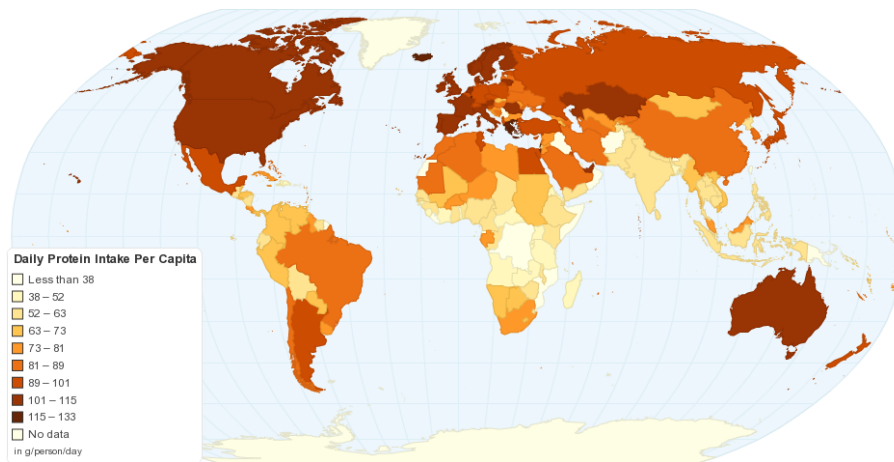 Daily Protein Intake Per Capita
Less than 38
38 – 52
52 – 63
63 – 73
73 – 81
81 – 89
89 – 101
101 – 115
115 – 133
No data
in g/person/day